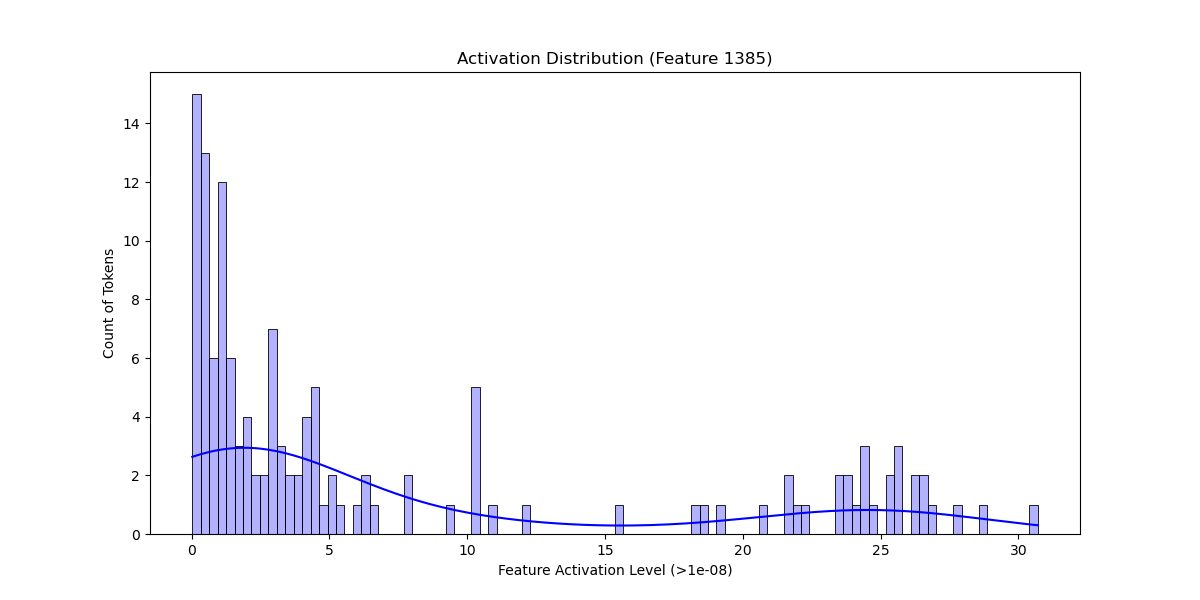 Activation Distribution (Feature 1385)
Count of Tokens
14
12
10
8
6
4
2
0
0 5 10 15 20 25 30
Feature Activation Level (>1e-08)